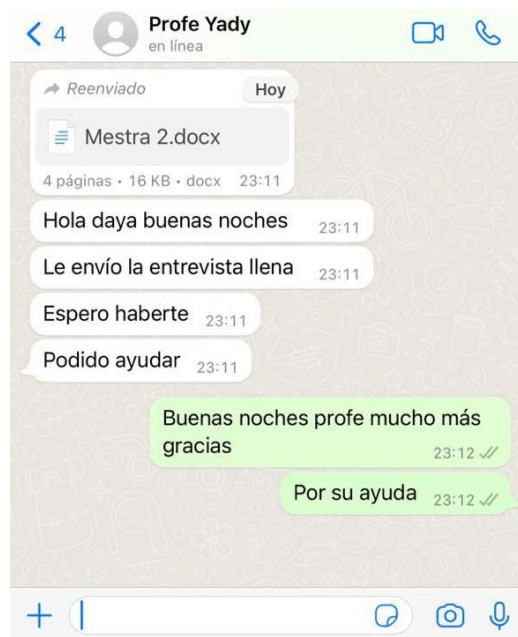 4
Profe Yady
en línea
Reenviado
Hoy
Mestra 2.docx
4 páginas • 16 KB • docx 23:11
Hola daya buenas noches 23:11
Le envío la entrevista llena 23:11
Espero haberte 23:11
Podido ayudar 23:11
Buenas noches profe mucho más
gracias 23:12
Por su ayuda 23:12